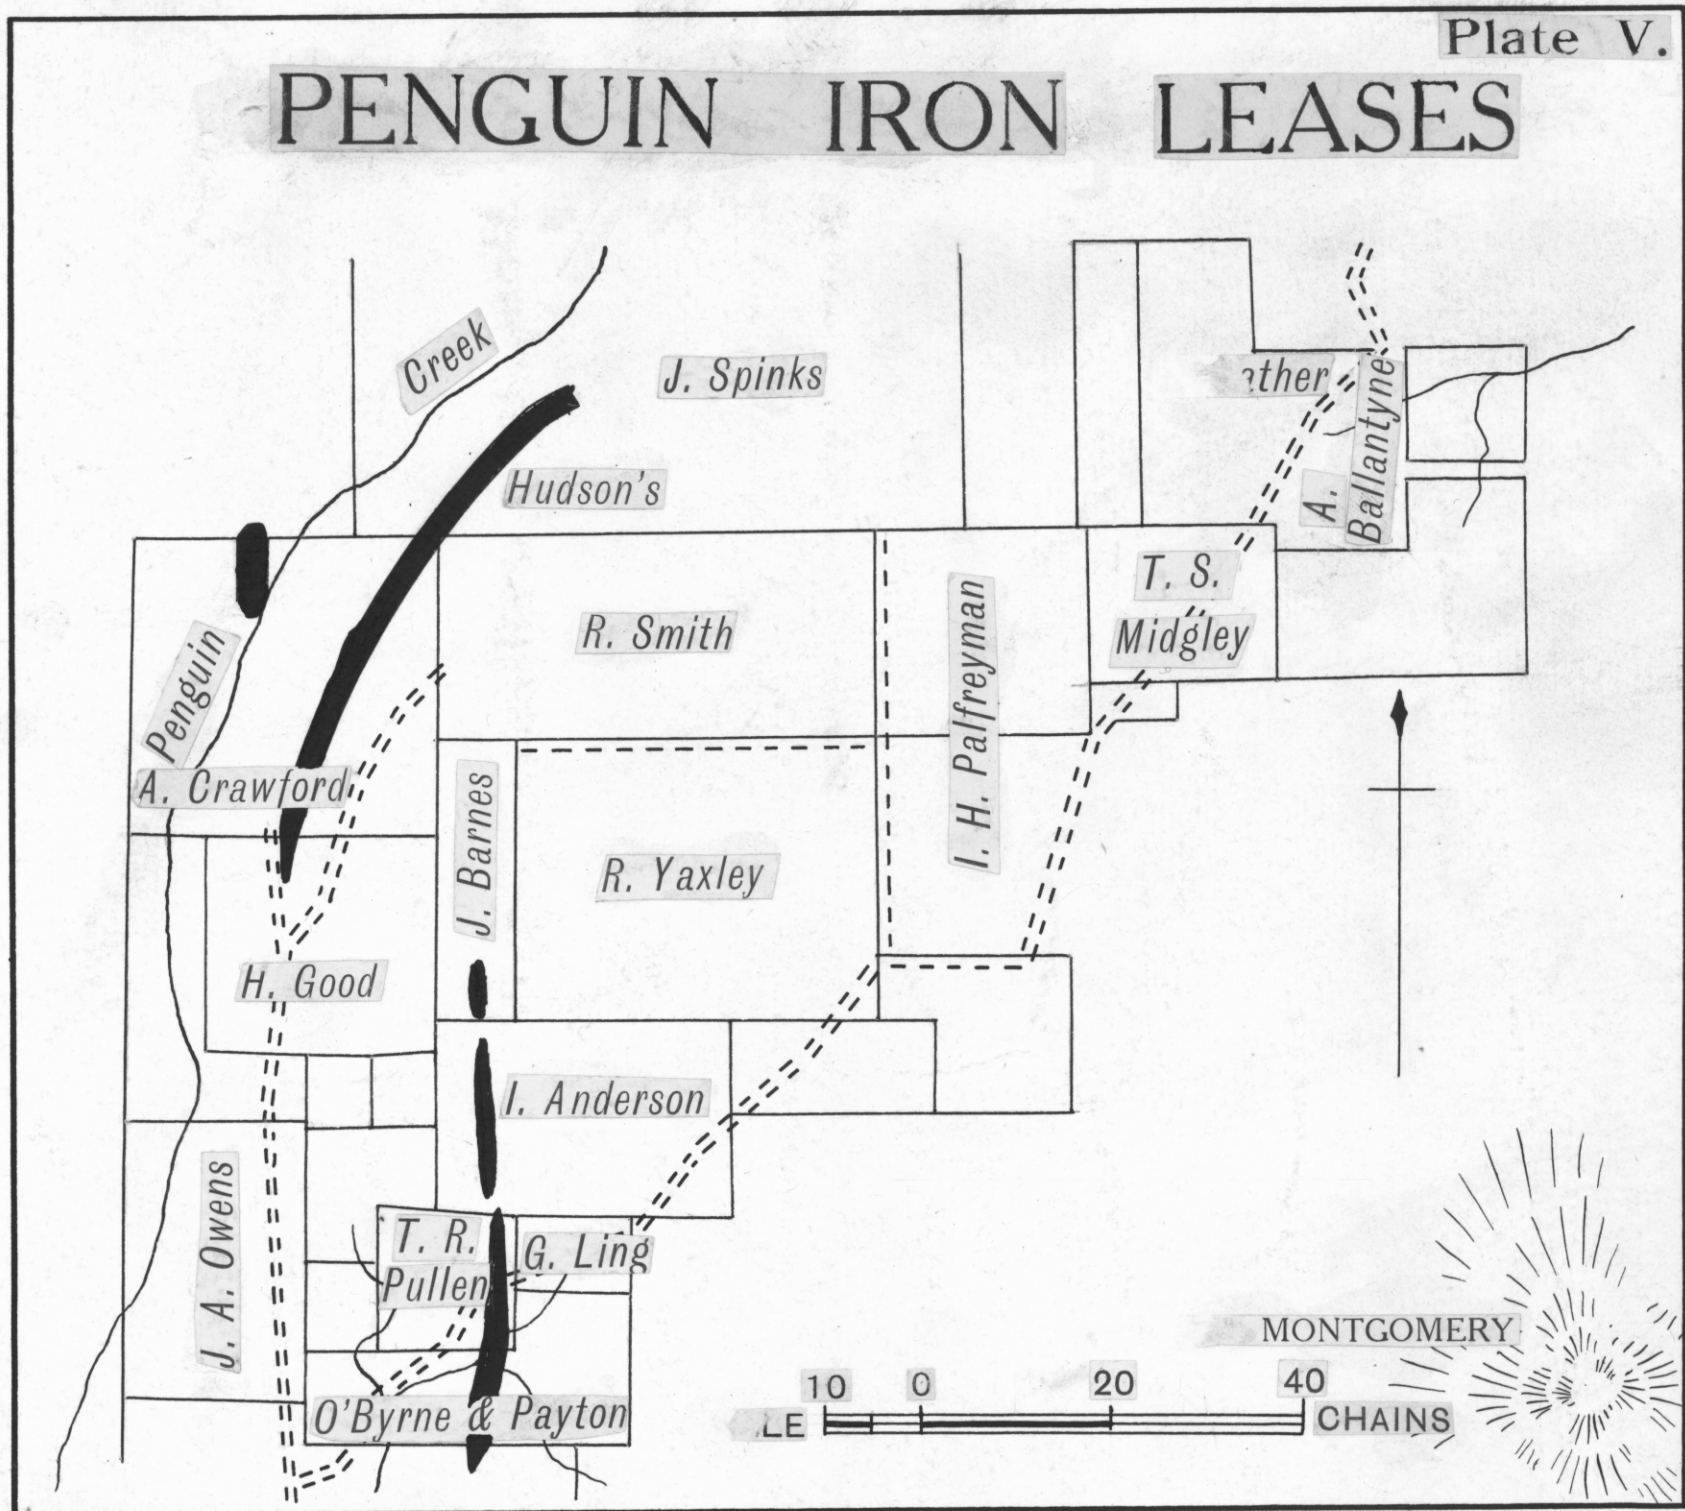 Plate V.
PENGUIN IRON LEASES
Creek
J. Spinks
ather
A.
Ballantyne
Hudson's
T. S.
Midgley
R. Smith
I. H. Palfreyman
Penguin
A. Crawford
J. Barnes
R. Yaxley
H. Good
I. Anderson
J. A. Owens
T. R.
Pullen
G. Ling
MONTGOMERY
O'Byrne & Payton
10 0 20 40
LE CHAINS